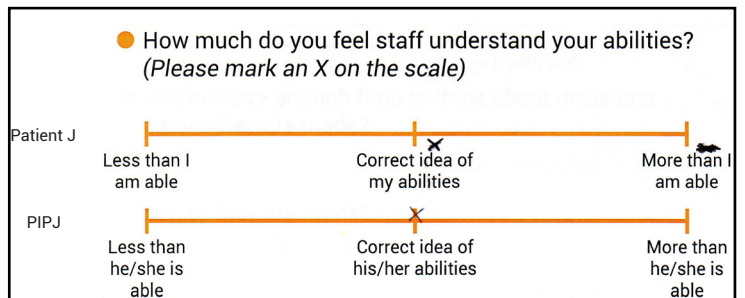 How much do you feel staff understand your abilities?
(Please mark an X on the scale)
Patient J
Less than I Correct idea of More than I
am able my abilities am able
PIPJ
Less than Correct idea of More than
he/she is his/her abilities he/she is
able able